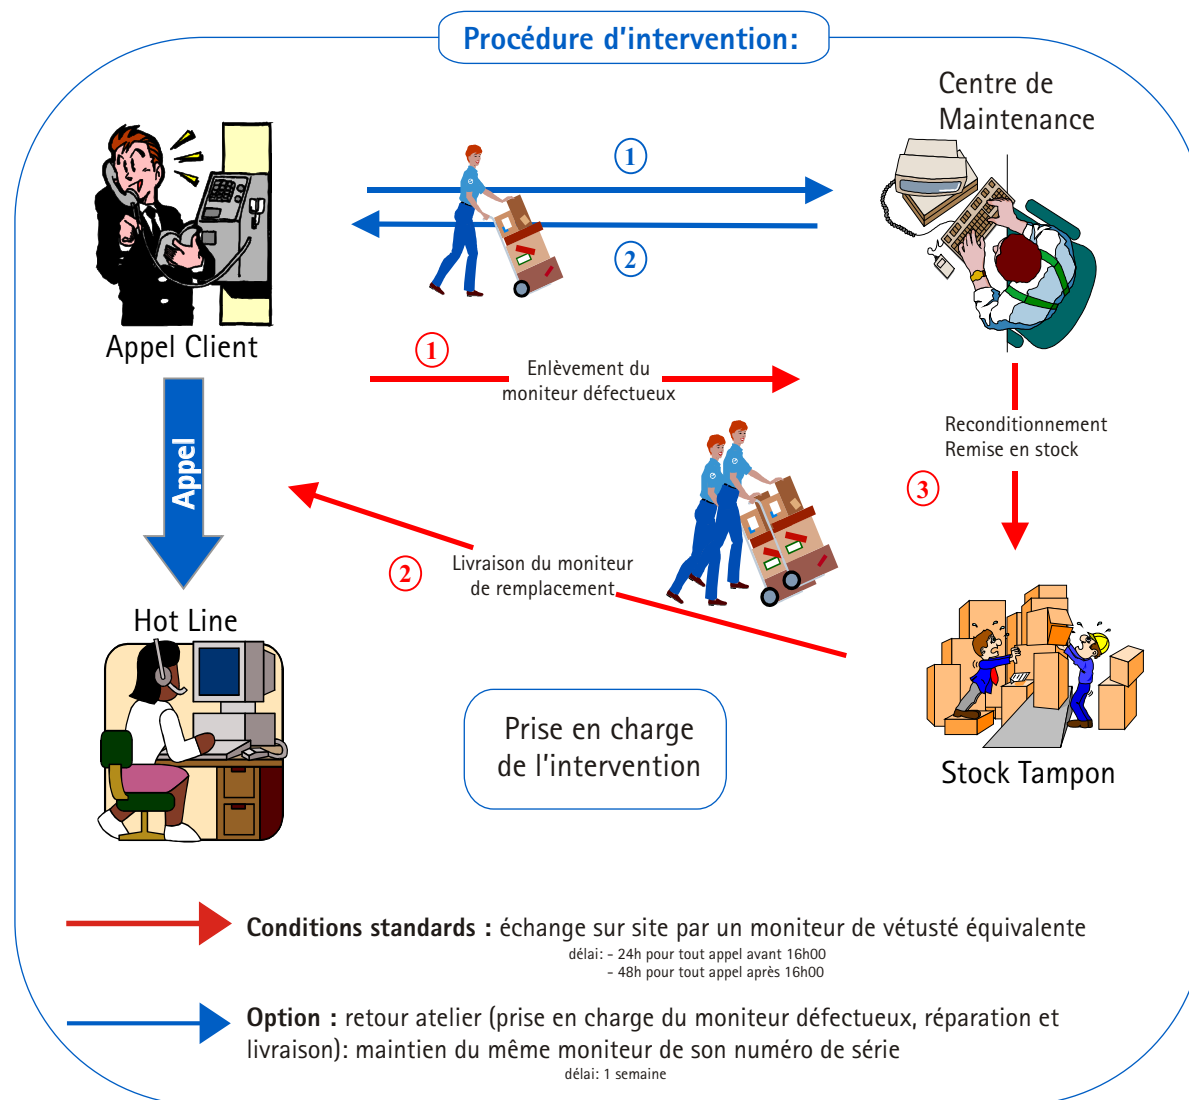 Procédure d'intervention:
Centre de
Maintenance
1
2
Appel Client
1
Enlèvement du
moniteur défectueux
Reconditionnement
Remise en stock
3
Appel
2
Livraison du moniteur
de remplacement
Hot Line
Prise en charge
de l'intervention
Stock Tampon
Conditions standards : échange sur site par un moniteur de vétusté équivalente
délai: - 24h pour tout appel avant 16h00
- 48h pour tout appel après 16h00
Option : retour atelier (prise en charge du moniteur défectueux, réparation et
livraison): maintien du même moniteur de son numéro de série
délai: 1 semaine